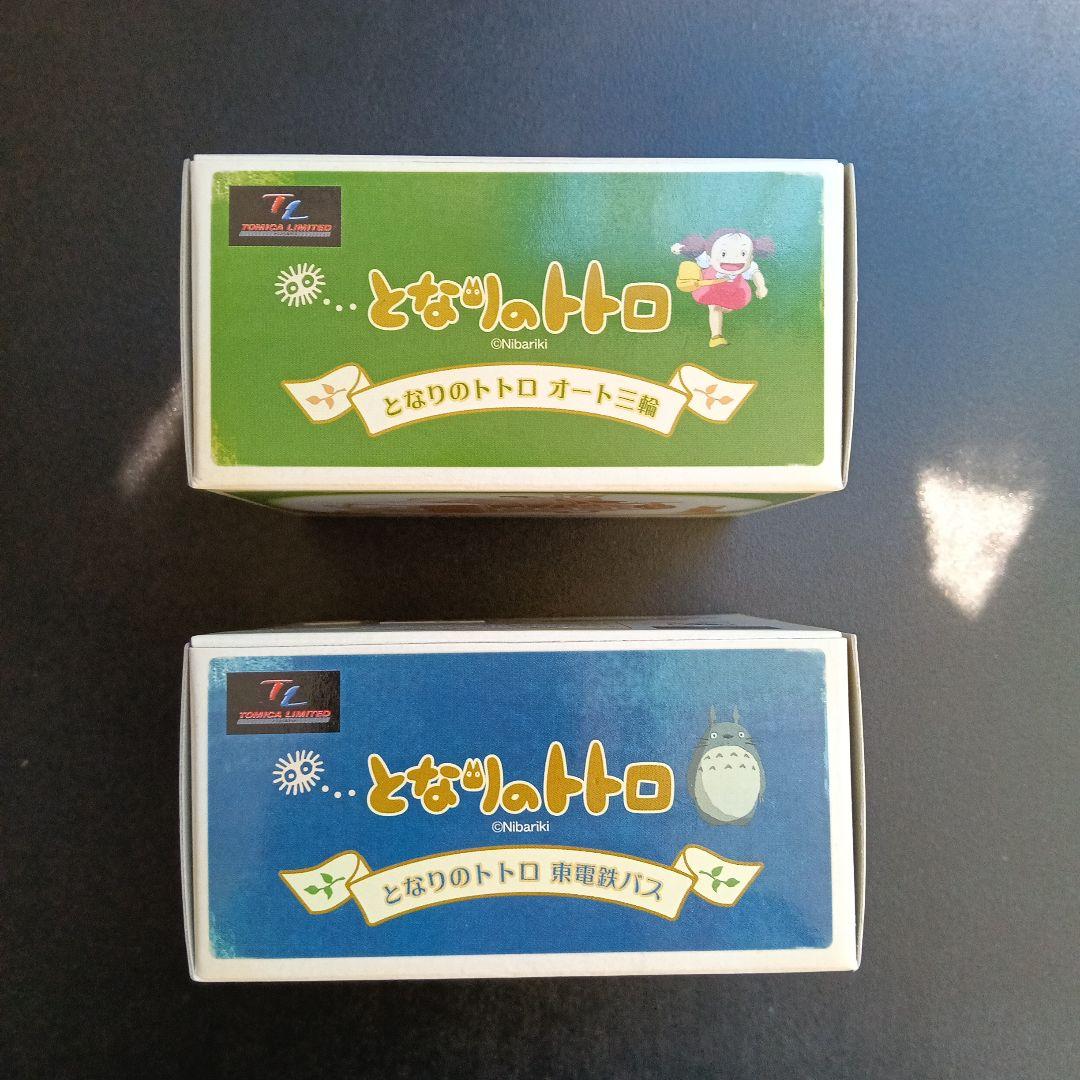 TL
TOMICA LIMITED
となりのトトロ
©Nibariki
となりのトトロ オート三輪
TL
TOMICA LIMITED
となりのトトロ
©Nibariki
となりのトトロ 東電鉄バス